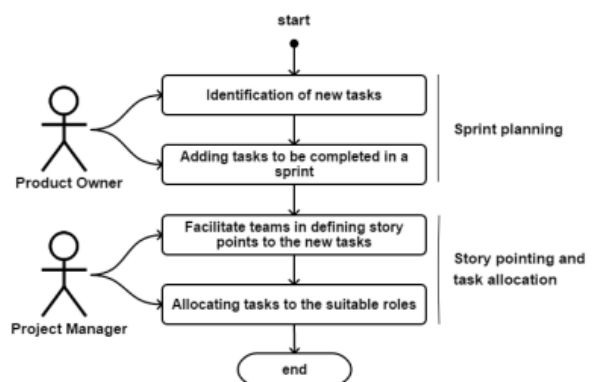 start
Identification of new tasks
Sprint planning
Adding tasks to be completed in a
sprint
Product Owner
Facilitate teams in defining story
points to the new tasks
Story pointing and
task allocation
Allocating tasks to the suitable roles
Project Manager
end